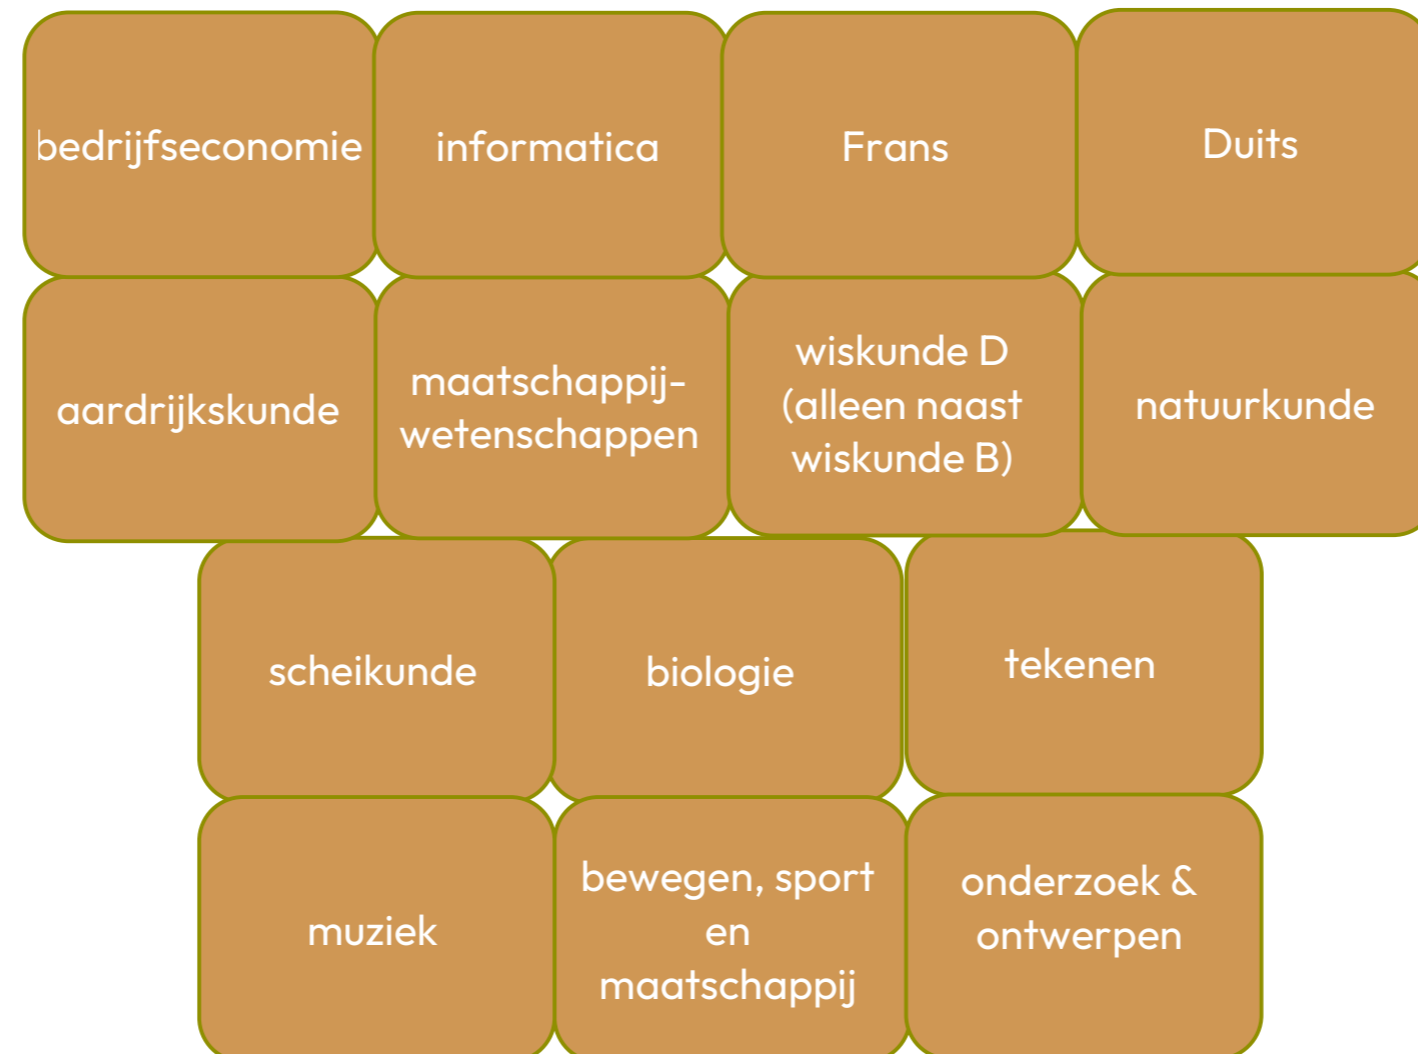 bedrijfseconomie
informatica
Frans
Duits
aardrijkskunde
maatschappij-
wetenschappen
wiskunde D
(alleen naast
wiskunde B)
natuurkunde
scheikunde
biologie
tekenen
muziek
bewegen, sport
en
maatschappij
onderzoek &
ontwerpen